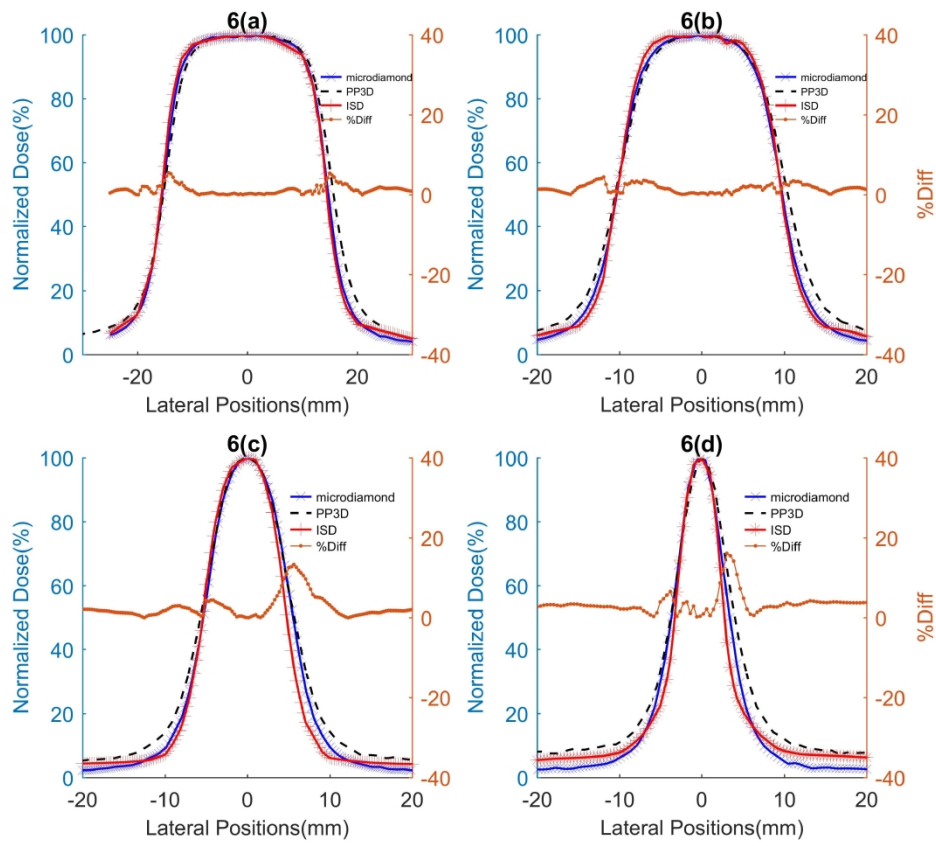 6(a)
100
80
60
40
20
0
Normalized Dose(%)
40
20
0
-20
-40
microdiamond
PP3D
ISD
%Diff
-20
0
20
Lateral Positions(mm)
6(b)
100
80
60
40
20
0
Normalized Dose(%)
40
20
0
-20
-40
%Diff
microdiamond
PP3D
ISD
%Diff
-20
-10
0
10
20
Lateral Positions(mm)
6(c)
100
80
60
40
20
0
Normalized Dose(%)
40
20
0
-20
-40
microdiamond
PP3D
ISD
%Diff
-20
-10
0
10
20
Lateral Positions(mm)
6(d)
100
80
60
40
20
0
Normalized Dose(%)
40
20
0
-20
-40
%Diff
microdiamond
PP3D
ISD
%Diff
-20
-10
0
10
20
Lateral Positions(mm)